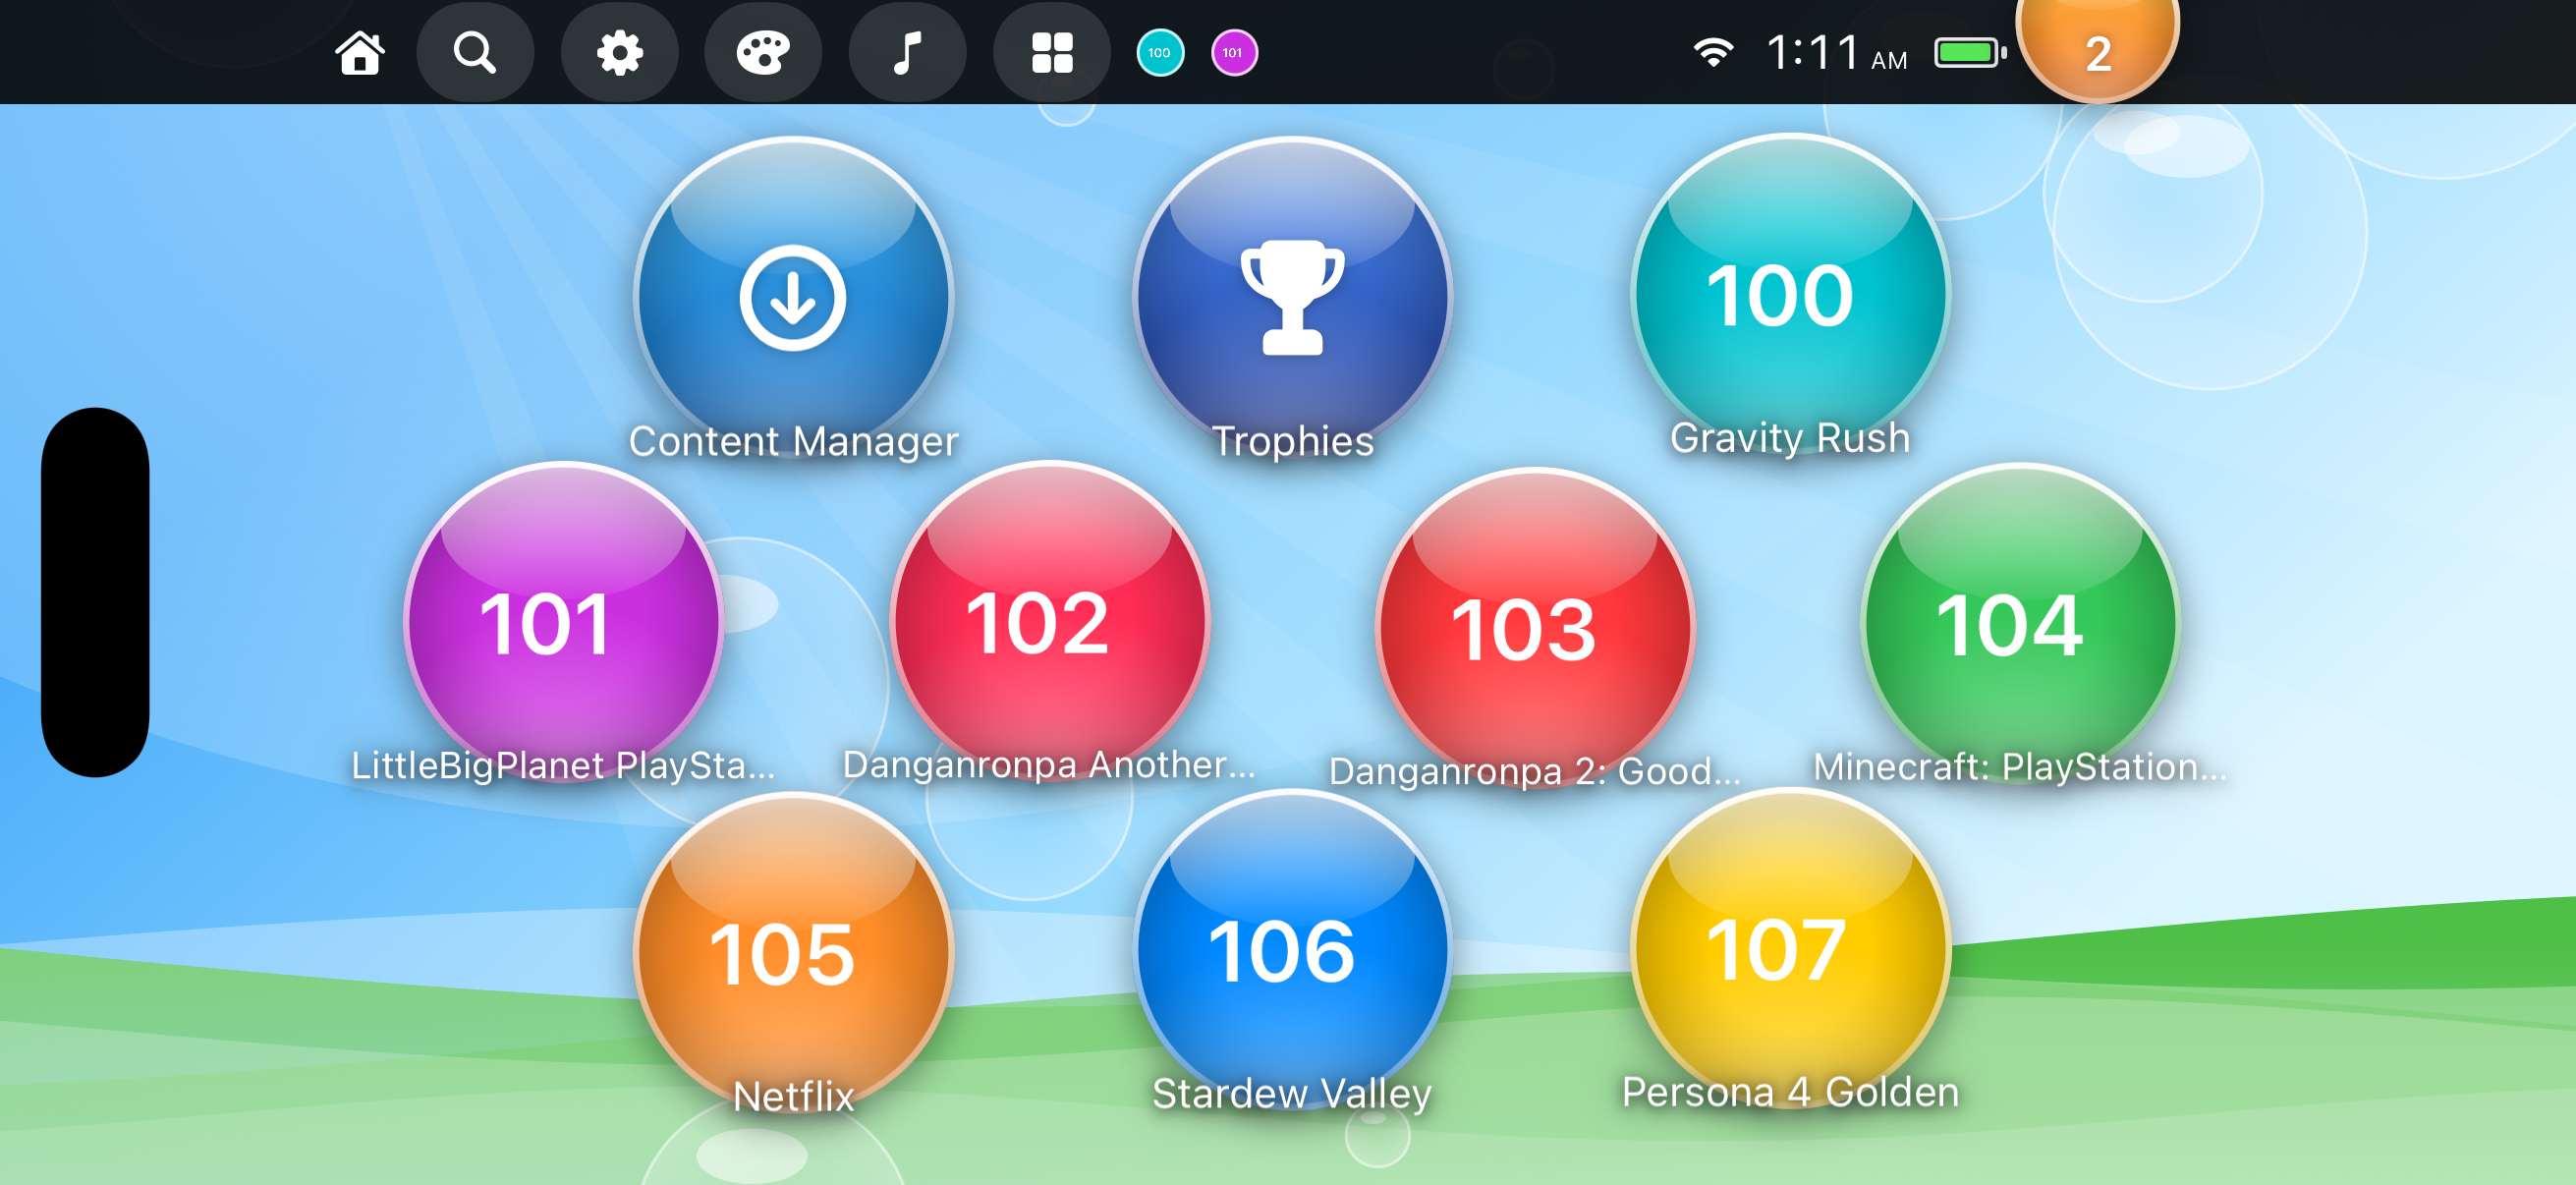 100
101
1:11 AM
2
100
Content Manager
Trophies
Gravity Rush
101
102
103
104
LittleBigPlanet PlaySta...
Danganronpa Another...
Danganronpa 2: Good...
Minecraft: PlayStation...
105
106
107
Netflix
Stardew Valley
Persona 4 Golden